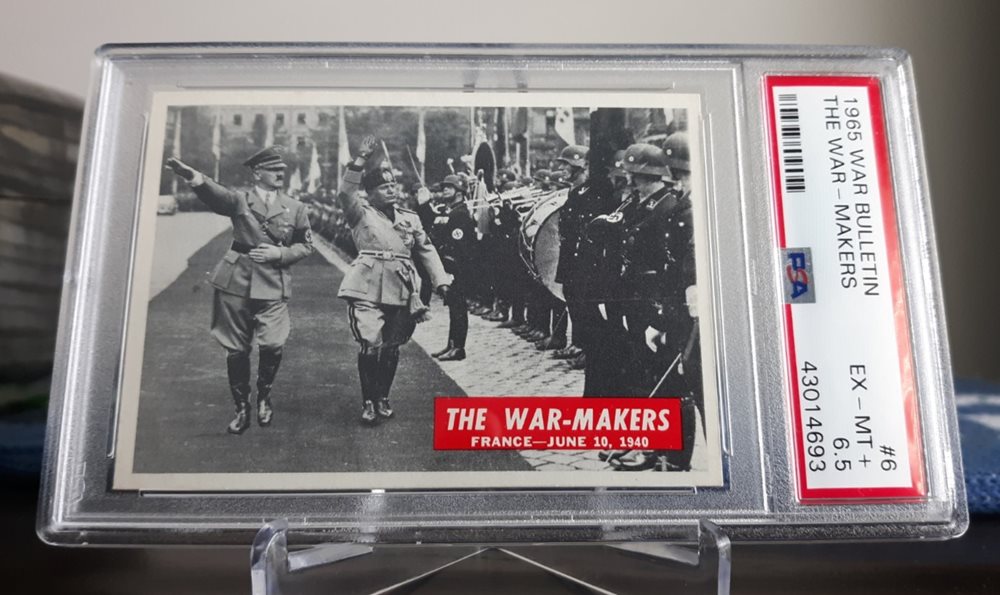 THE WAR-MAKERS
FRANCE—JUNE 10, 1940
1965 WAR BULLETIN
THE WAR-MAKERS
PSA
#6
EX-MT+
6.5
43014693